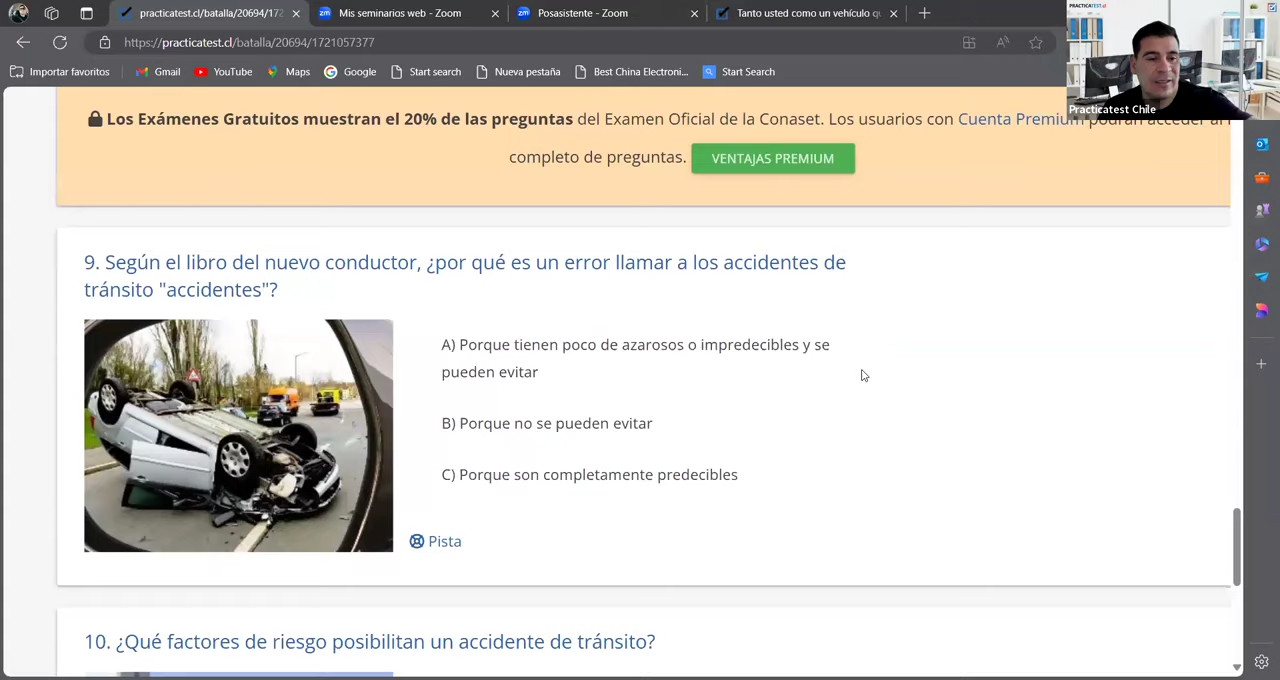 practicatest.cl/batalla/20694/172
Mis seminarios web - Zoom
Posasistente - Zoom
Tanto usted como un vehículo qu
https://practicatest.cl/batalla/20694/1721057377
Importar favoritos
Gmail
YouTube
Maps
Google
Start search
Nueva pestaña
Best China Electroni...
Start Search
PRACTICATEST.cl
Practicatest Chile
Los Exámenes Gratuitos muestran el 20% de las preguntas del Examen Oficial de la Conaset. Los usuarios con Cuenta Premium podrán acceder al
completo de preguntas. VENTAJAS PREMIUM
9. Según el libro del nuevo conductor, ¿por qué es un error llamar a los accidentes de
tránsito "accidentes"?
A) Porque tienen poco de azarosos o impredecibles y se
pueden evitar
B) Porque no se pueden evitar
C) Porque son completamente predecibles
Pista
10. ¿Qué factores de riesgo posibilitan un accidente de tránsito?